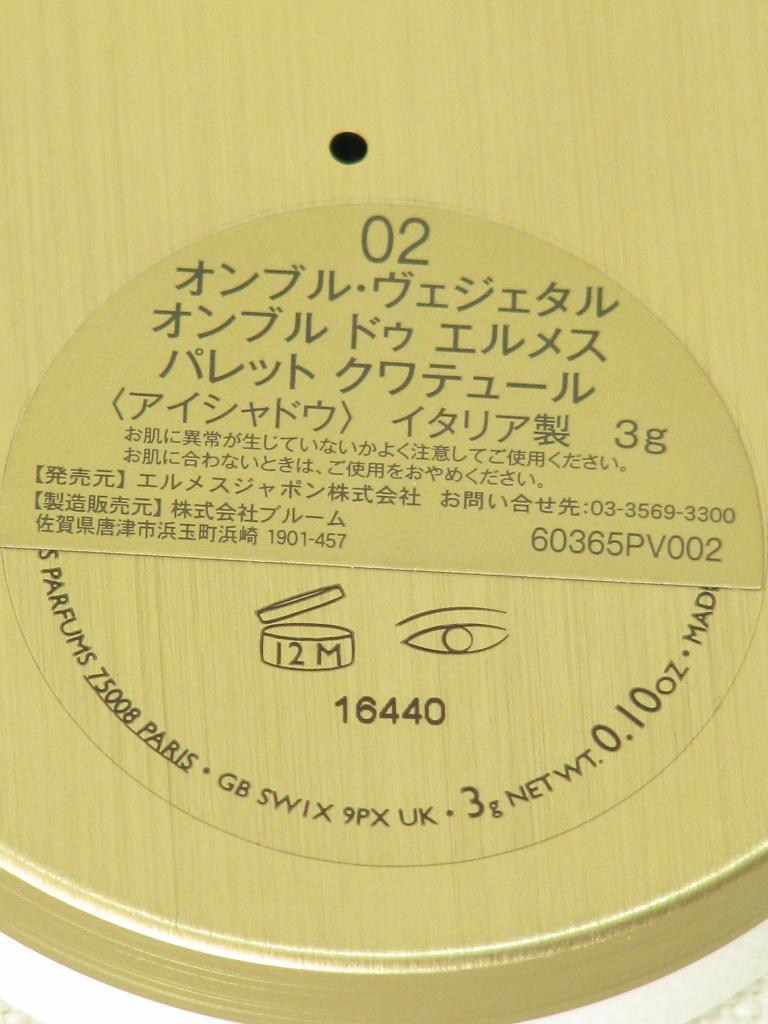 02
オンブル・ヴェジェタル
オンブル ドゥ エルメス
パレット クワテュール
〈アイシャドウ〉 イタリア製 3g
お肌に異常が生じていないかよく注意してご使用ください。
お肌に合わないときは、ご使用をおやめください。
【発売元】エルメスジャポン株式会社 お問い合せ先:03-3569-3300
【製造販売元】株式会社ブルーム
佐賀県唐津市浜玉町浜崎 1901-457 60365PV002
12 M
16440
S PARFUMS 75008 PARIS • GB SW1X 9PX UK • 3g NET WT. 0.10 OZ • MAD